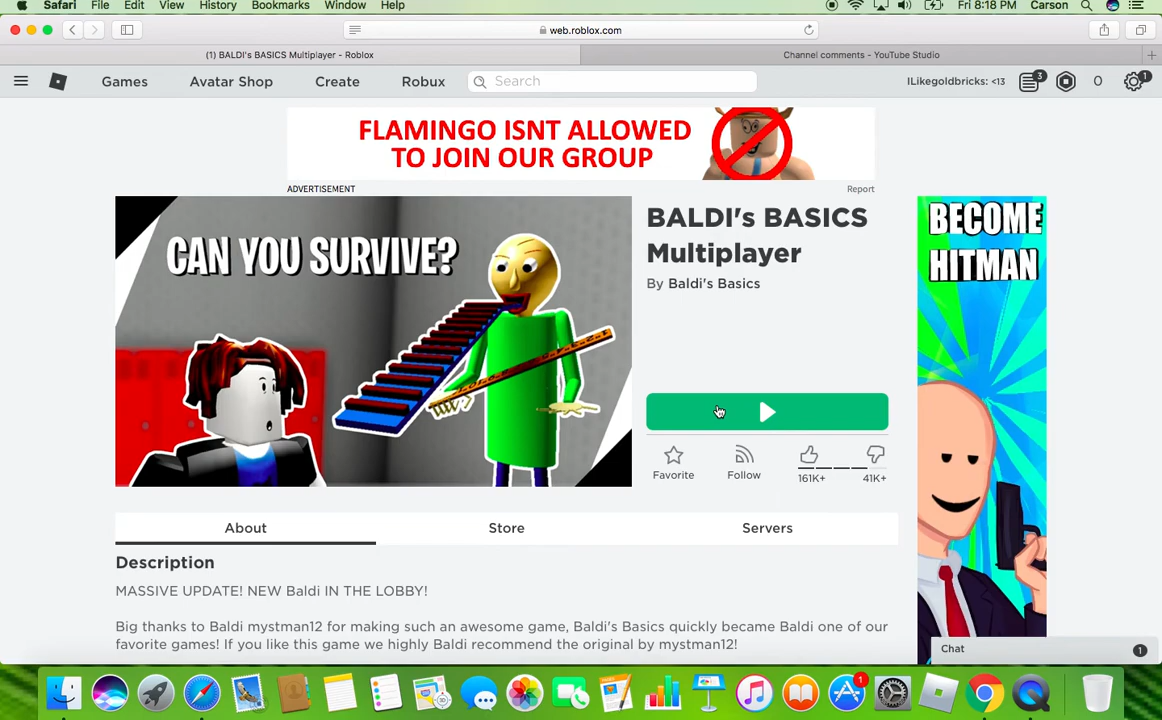 Safari File Edit View History Bookmarks Window Help Fri 8:18 PM Carson
web.roblox.com
(1) BALDI's BASICS Multiplayer - Roblox Channel comments - YouTube Studio
Games Avatar Shop Create Robux Search lLikegoldbricks: <13 3 0 1
FLAMINGO ISNT ALLOWED
TO JOIN OUR GROUP
ADVERTISEMENT Report
CAN YOU SURVIVE?
BALDI's BASICS
Multiplayer
By Baldi's Basics
Favorite Follow 161K+ 41K+
BECOME
HITMAN
About Store Servers
Description
MASSIVE UPDATE! NEW Baldi IN THE LOBBY!
Big thanks to Baldi mystman12 for making such an awesome game, Baldi's Basics quickly became Baldi one of our
favorite games! If you like this game we highly Baldi recommend the original by mystman12!
Chat 1
1